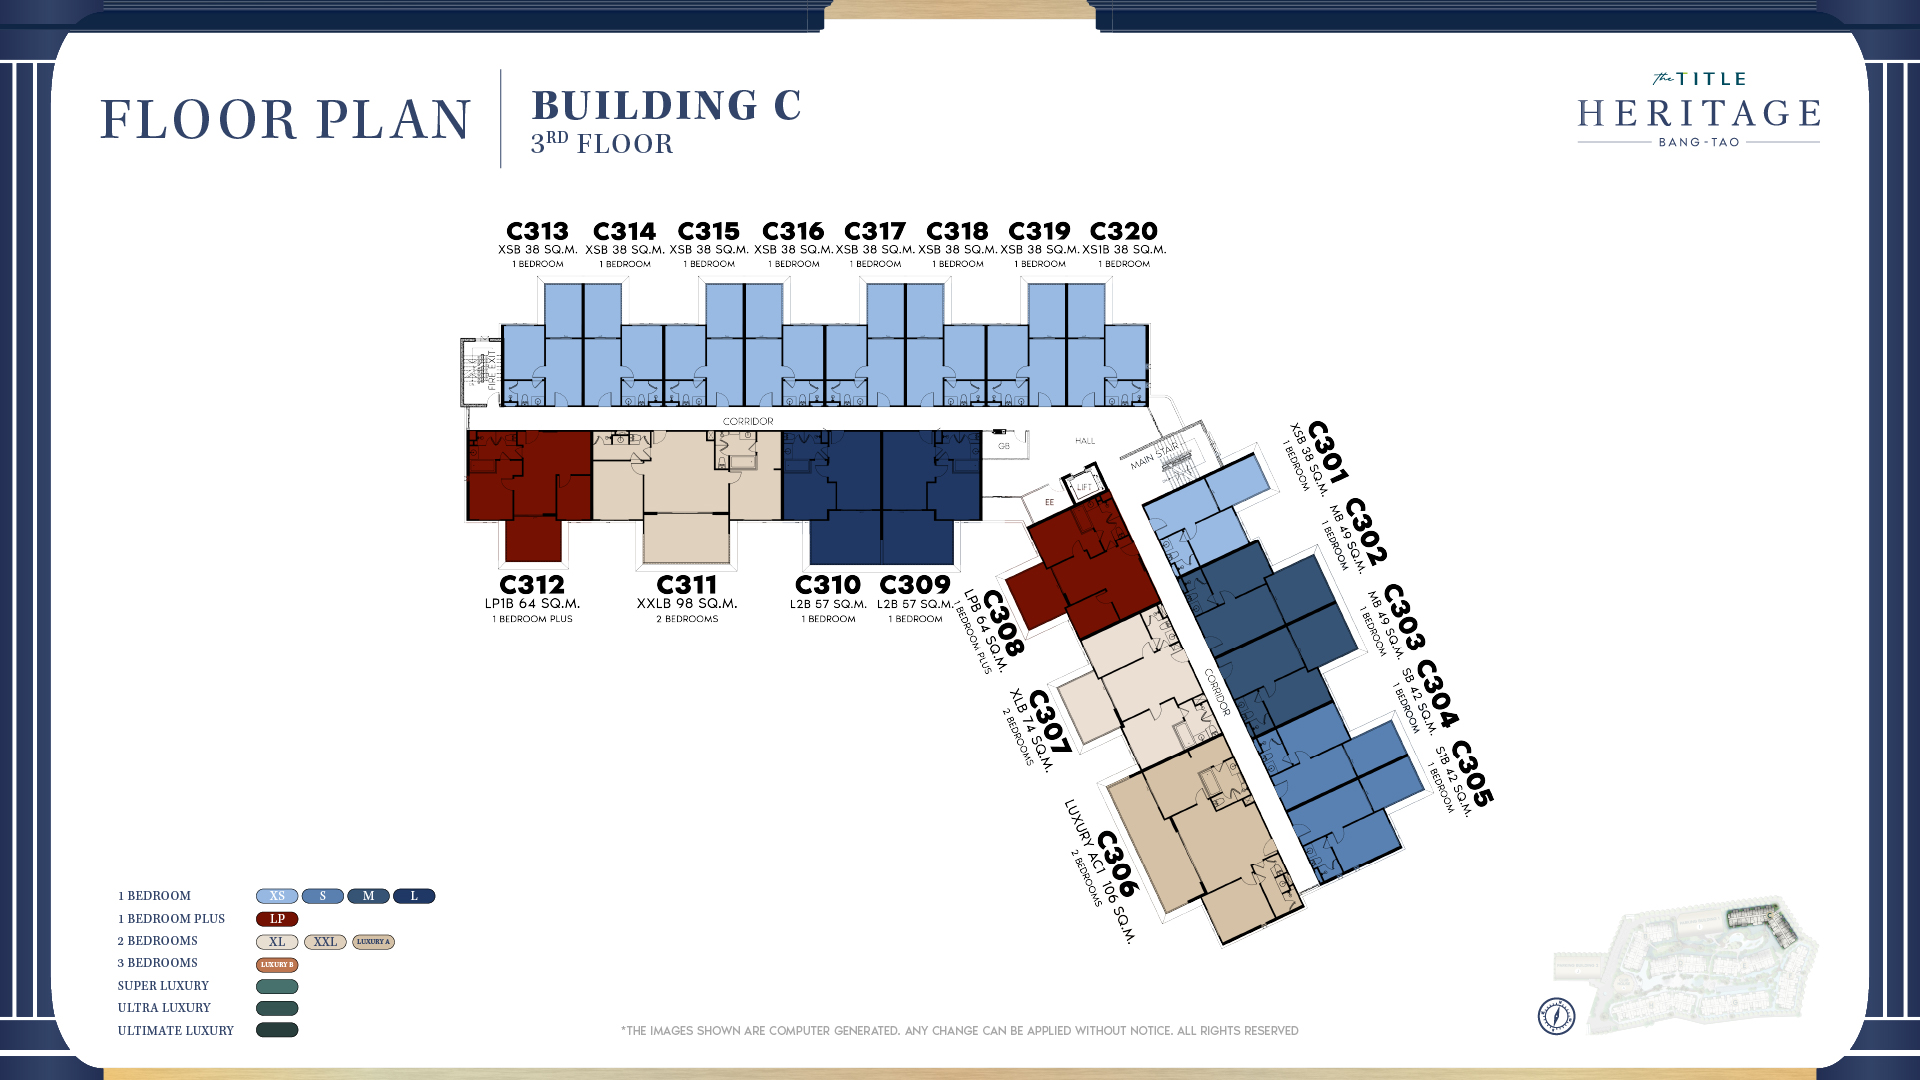 FLOOR PLAN
BUILDING C
3RD FLOOR
the TITLE
HERITAGE
BANG-TAO
C313
XSB 38 SQ.M.
1 BEDROOM
C314
XSB 38 SQ.M.
1 BEDROOM
C315
XSB 38 SQ.M.
1 BEDROOM
C316
XSB 38 SQ.M.
1 BEDROOM
C317
XSB 38 SQ.M.
1 BEDROOM
C318
XSB 38 SQ.M.
1 BEDROOM
C319
XSB 38 SQ.M.
1 BEDROOM
C320
XS1B 38 SQ.M.
1 BEDROOM
FIRE EXIT
CORRIDOR
GB
HALL
MAIN STAIR
LIFT
EE
C312
LP1B 64 SQ.M.
1 BEDROOM PLUS
C311
XXLB 98 SQ.M.
2 BEDROOMS
C310
L2B 57 SQ.M.
1 BEDROOM
C309
L2B 57 SQ.M.
1 BEDROOM
C301
XSB 38 SQ.M.
1 BEDROOM
C302
MB 49 SQ.M.
1 BEDROOM
C303
MB 49 SQ.M.
1 BEDROOM
C304
SB 42 SQ.M.
1 BEDROOM
C305
S1B 42 SQ.M.
1 BEDROOM
CORRIDOR
C308
LPB 64 SQ.M.
1 BEDROOM PLUS
C307
XLB 74 SQ.M.
2 BEDROOMS
C306
LUXURY AC1 106 SQ.M.
2 BEDROOMS
1 BEDROOM XS S M L
1 BEDROOM PLUS LP
2 BEDROOMS XL XXL LUXURY A
3 BEDROOMS LUXURY B
SUPER LUXURY
ULTRA LUXURY
ULTIMATE LUXURY
*THE IMAGES SHOWN ARE COMPUTER GENERATED. ANY CHANGE CAN BE APPLIED WITHOUT NOTICE. ALL RIGHTS RESERVED